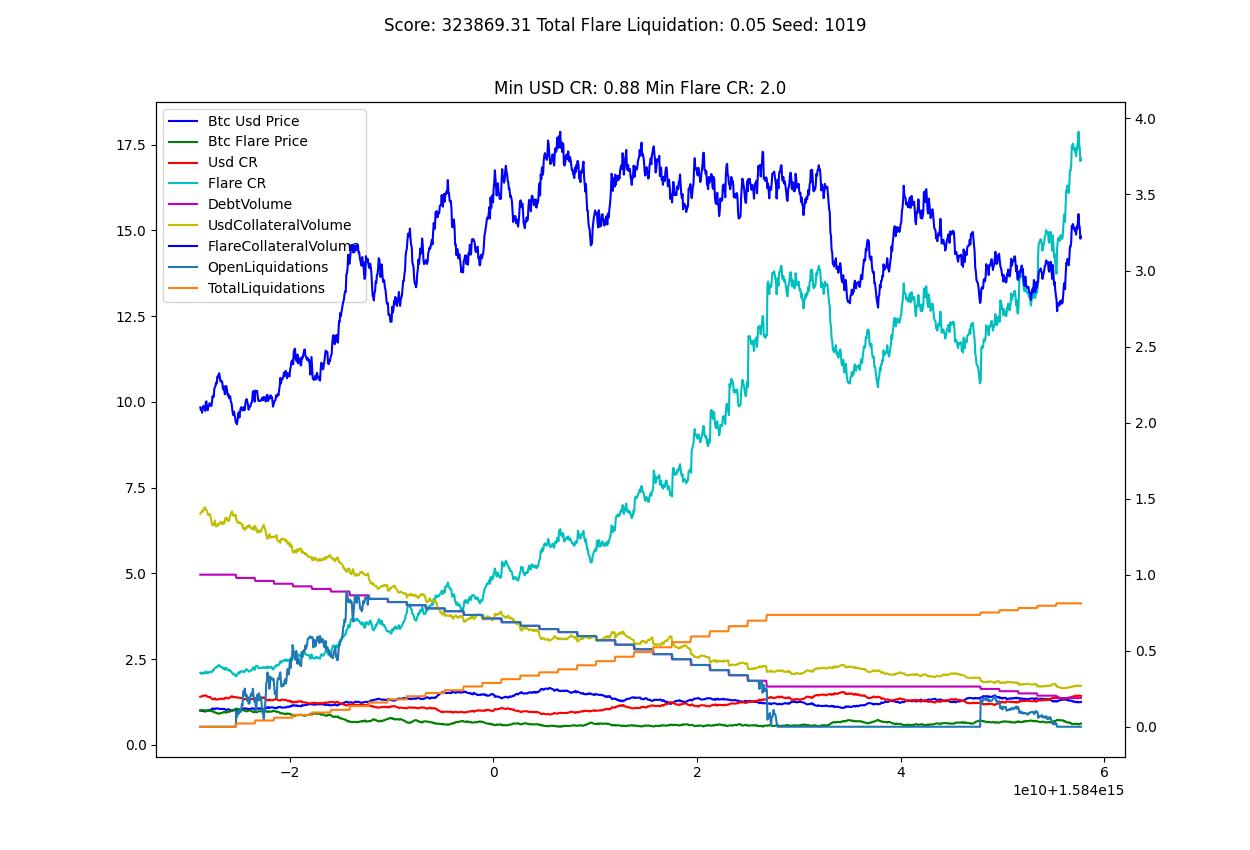 Score: 323869.31 Total Flare Liquidation: 0.05 Seed: 1019
Min USD CR: 0.88 Min Flare CR: 2.0
Btc Usd Price
Btc Flare Price
Usd CR
Flare CR
DebtVolume
UsdCollateralVolume
FlareCollateralVolume
OpenLiquidations
TotalLiquidations
17.5
15.0
12.5
10.0
7.5
5.0
2.5
0.0
4.0
3.5
3.0
2.5
2.0
1.5
1.0
0.5
0.0
−2 0 2 4 6
1e10+1.584e15